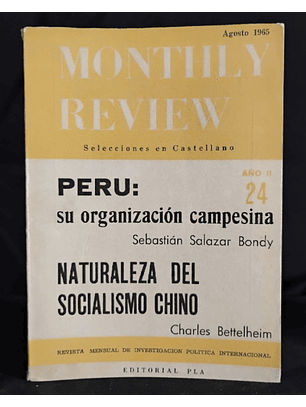 Agosto 1965
MONTHLY
REVIEW
Selecciones en Castellano
AÑO II
24
PERU:
su organización campesina
Sebastián Salazar Bondy
NATURALEZA DEL
SOCIALISMO CHINO
Charles Bettelheim
REVISTA MENSUAL DE INVESTIGACION POLITICA INTERNACIONAL
EDITORIAL PLA